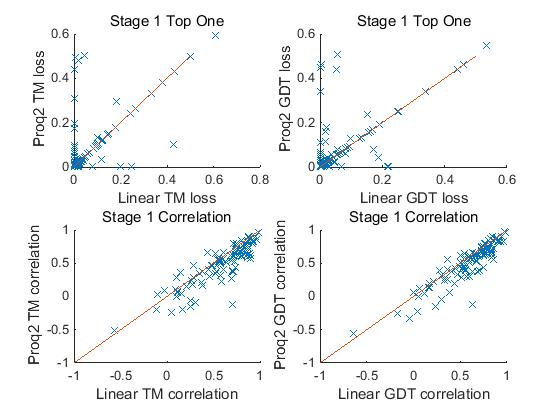 Stage 1 Top One
Proq2 TM loss
0.6
0.4
0.2
0
0 0.2 0.4 0.6 0.8
Linear TM loss
Stage 1 Top One
Proq2 GDT loss
0.6
0.4
0.2
0
0 0.2 0.4 0.6
Linear GDT loss
Stage 1 Correlation
Proq2 TM correlation
1
0.5
0
-0.5
-1
-1 -0.5 0 0.5 1
Linear TM correlation
Stage 1 Correlation
Proq2 GDT correlation
1
0.5
0
-0.5
-1
-1 -0.5 0 0.5 1
Linear GDT correlation